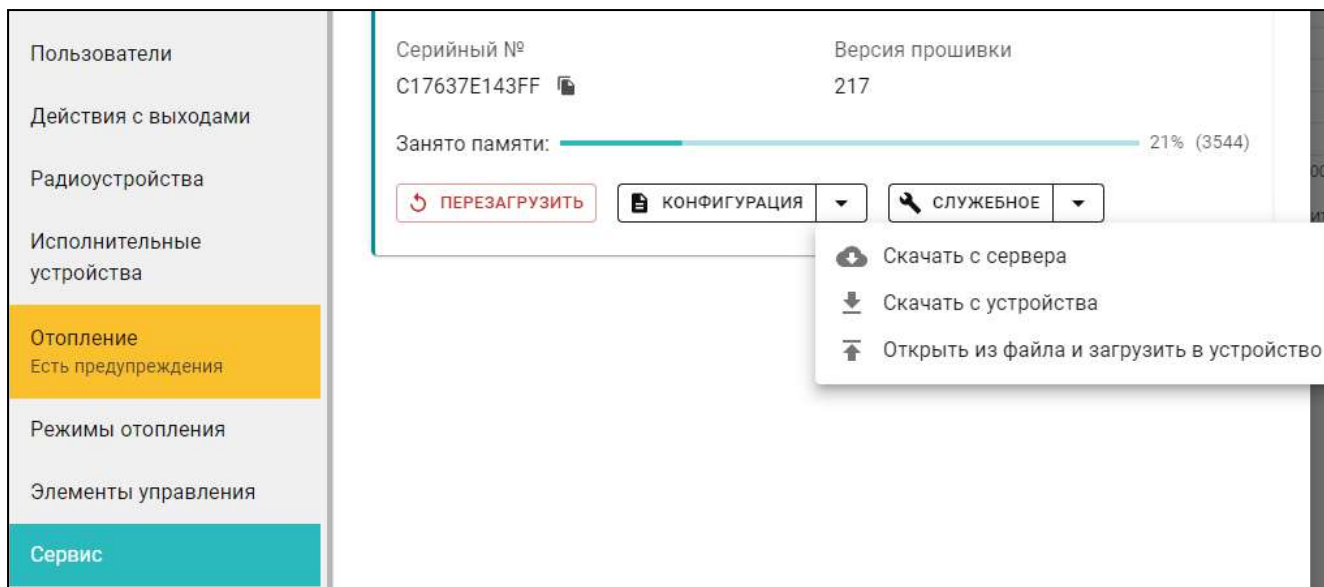 Пользователи
Действия с выходами
Радиоустройства
Исполнительные
устройства
Отопление
Есть предупреждения
Режимы отопления
Элементы управления
Сервис
Серийный № Версия прошивки
C17637E143FF 217
Занято памяти: 21% (3544)
ПЕРЕЗАГРУЗИТЬ КОНФИГУРАЦИЯ СЛУЖЕБНОЕ
Скачать с сервера
Скачать с устройства
Открыть из файла и загрузить в устройство